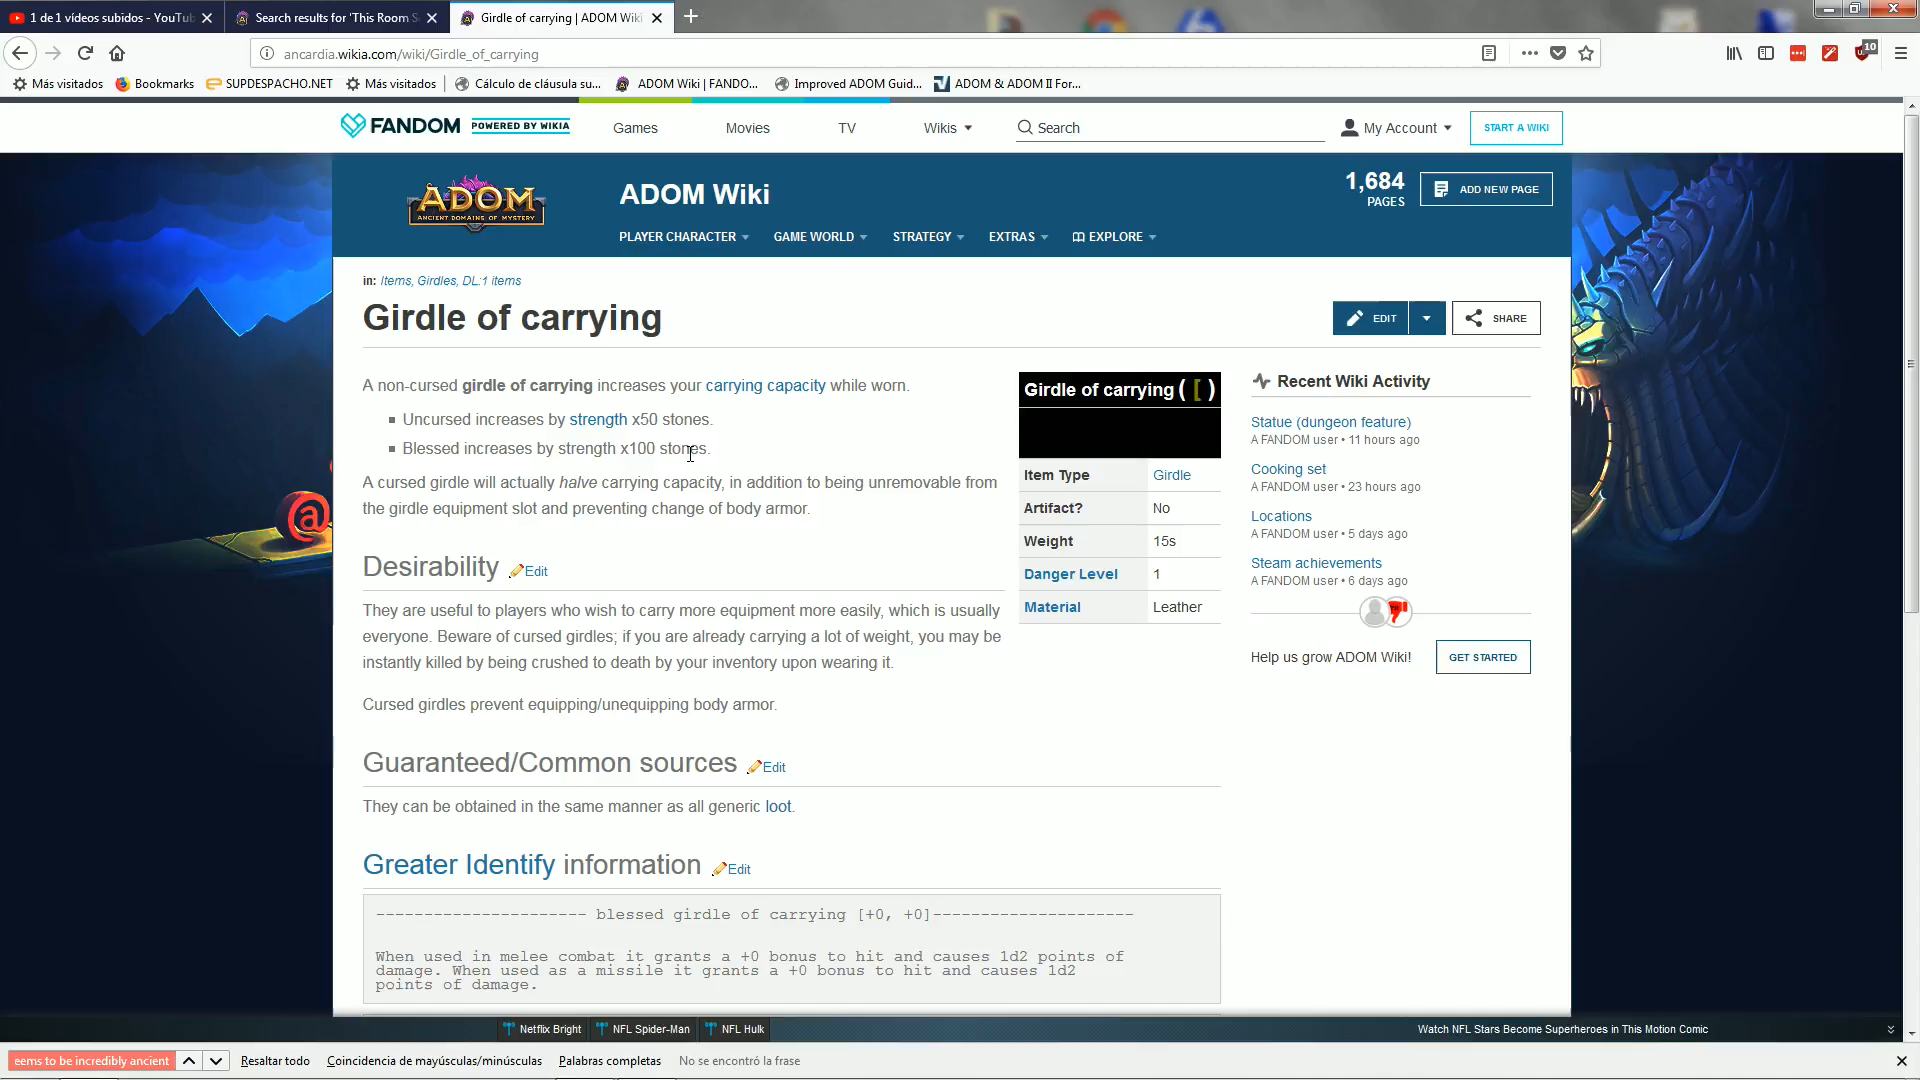 1 de 1 vídeos subidos - YouTub
Search results for 'This Room S
Girdle of carrying | ADOM Wiki
ancardia.wikia.com/wiki/Girdle_of_carrying
10
Más visitados
Bookmarks
SUPDESPACHO.NET
Más visitados
Cálculo de cláusula su...
ADOM Wiki | FANDO...
Improved ADOM Guid...
ADOM & ADOM II For...
FANDOM
POWERED BY WIKIA
Games
Movies
TV
Wikis
Search
My Account
START A WIKI
ADOM
ANCIENT DOMAINS OF MYSTERY
ADOM Wiki
1,684
PAGES
ADD NEW PAGE
PLAYER CHARACTER
GAME WORLD
STRATEGY
EXTRAS
EXPLORE
in: Items, Girdles, DL:1 items
Girdle of carrying
EDIT
SHARE
A non-cursed girdle of carrying increases your carrying capacity while worn.
Uncursed increases by strength x50 stones.
Blessed increases by strength x100 stones.
A cursed girdle will actually halve carrying capacity, in addition to being unremovable from
the girdle equipment slot and preventing change of body armor.
Girdle of carrying ( [ )
Item Type Girdle
Artifact? No
Weight 15s
Danger Level 1
Material Leather
Desirability Edit
They are useful to players who wish to carry more equipment more easily, which is usually
everyone. Beware of cursed girdles; if you are already carrying a lot of weight, you may be
instantly killed by being crushed to death by your inventory upon wearing it.
Cursed girdles prevent equipping/unequipping body armor.
Guaranteed/Common sources Edit
They can be obtained in the same manner as all generic loot.
Greater Identify information Edit
---------------------- blessed girdle of carrying [+0, +0]---------------------
When used in melee combat it grants a +0 bonus to hit and causes 1d2 points of
damage. When used as a missile it grants a +0 bonus to hit and causes 1d2
points of damage.
Recent Wiki Activity
Statue (dungeon feature)
A FANDOM user • 11 hours ago
Cooking set
A FANDOM user • 23 hours ago
Locations
A FANDOM user • 5 days ago
Steam achievements
A FANDOM user • 6 days ago
Help us grow ADOM Wiki!
GET STARTED
@
Netflix Bright
NFL Spider-Man
NFL Hulk
Watch NFL Stars Become Superheroes in This Motion Comic
eems to be incredibly ancient
Resaltar todo
Coincidencia de mayúsculas/minúsculas
Palabras completas
No se encontró la frase